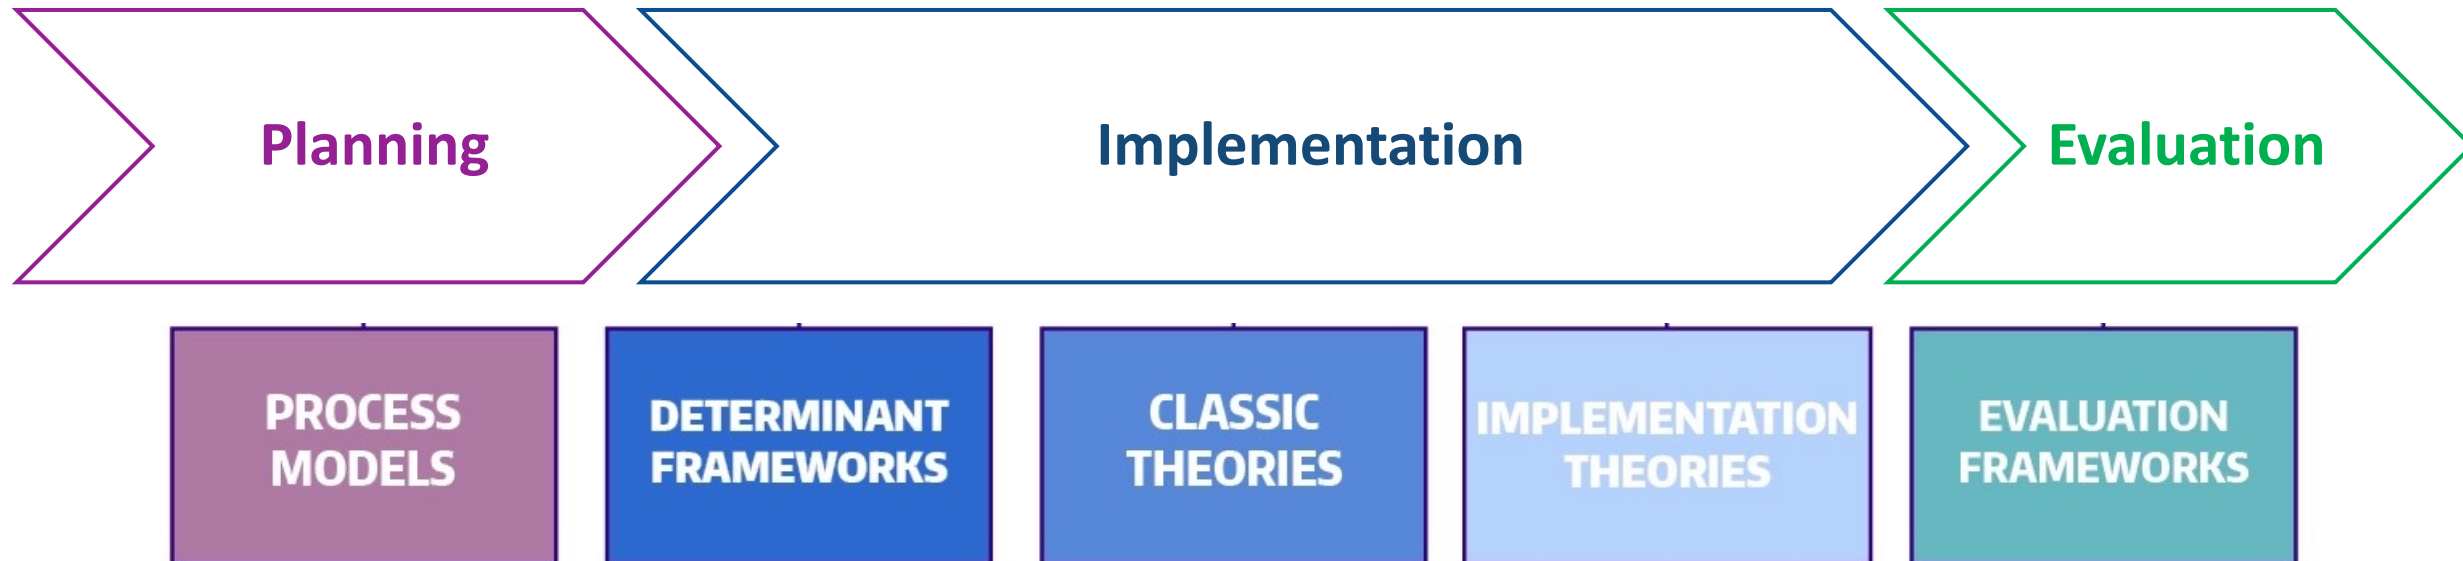 Planning
Implementation
Evaluation
PROCESS
MODELS
DETERMINANT
FRAMEWORKS
CLASSIC
THEORIES
IMPLEMENTATION
THEORIES
EVALUATION
FRAMEWORKS